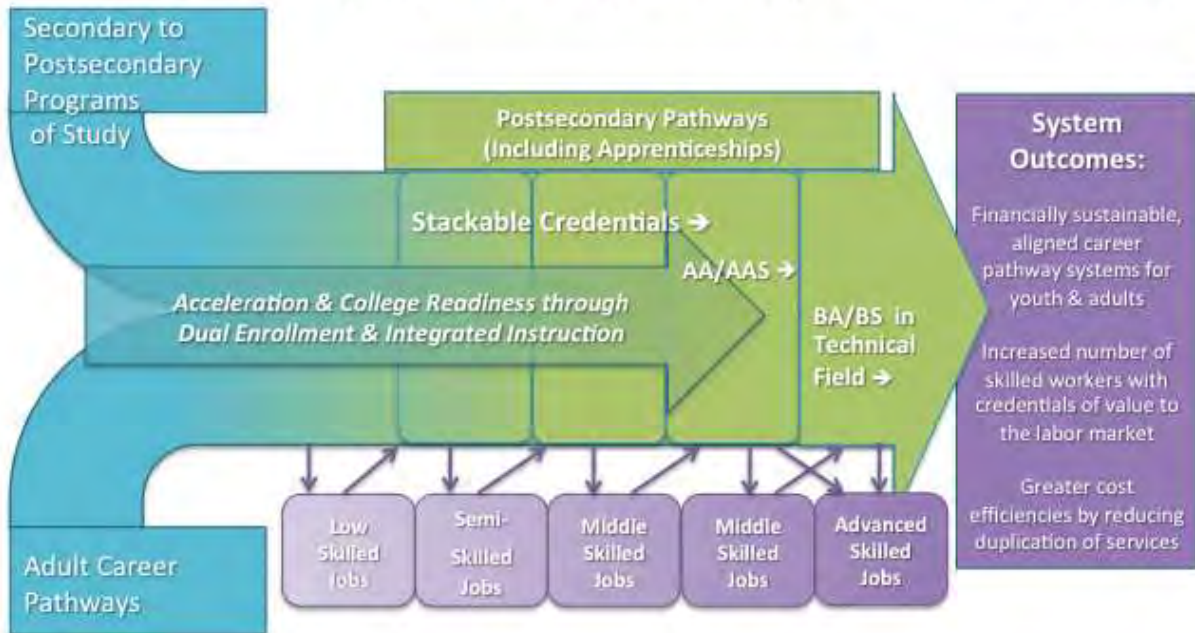 Secondary to
Postsecondary
Programs
of Study
Postsecondary Pathways
(Including Apprenticeships)
Stackable Credentials →
AA/AAS →
BA/BS in
Technical
Field →
Acceleration & College Readiness through
Dual Enrollment & Integrated Instruction
Adult Career
Pathways
Low
Skilled
Jobs
Semi-
Skilled
Jobs
Middle
Skilled
Jobs
Middle
Skilled
Jobs
Advanced
Skilled
Jobs
System
Outcomes:
Financially sustainable,
aligned career
pathway systems for
youth & adults
Increased number of
skilled workers with
credentials of value to
the labor market
Greater cost
efficiencies by reducing
duplication of services